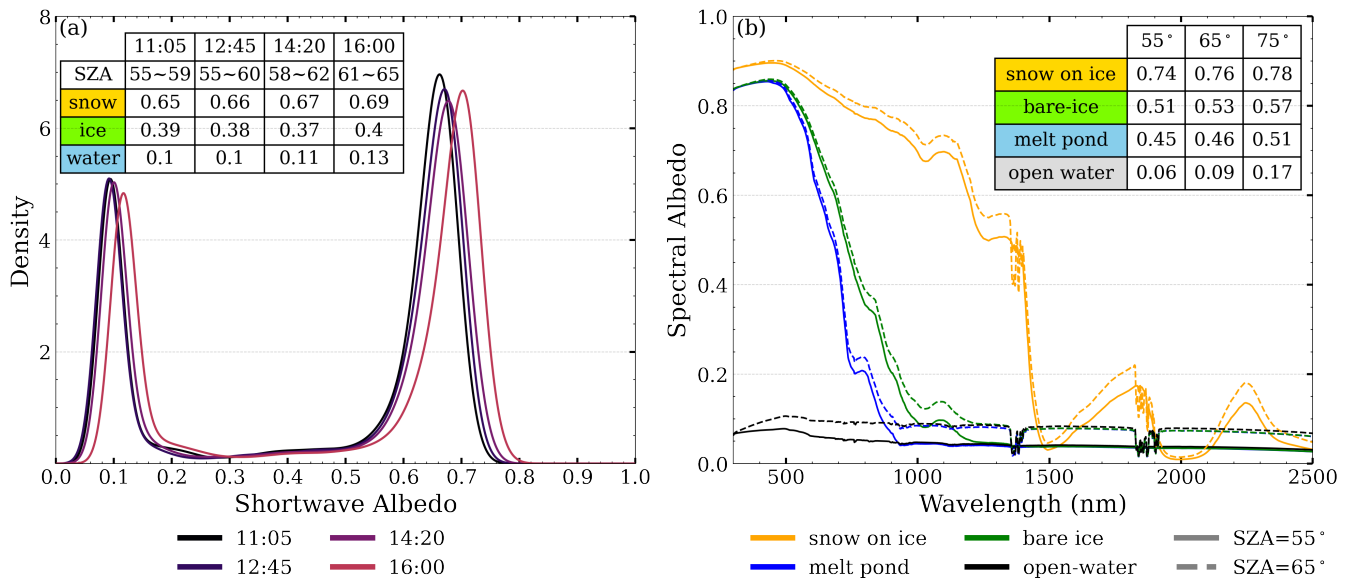 (a)
11:05 12:45 14:20 16:00
SZA 55~59 55~60 58~62 61~65
snow 0.65 0.66 0.67 0.69
ice 0.39 0.38 0.37 0.4
water 0.1 0.1 0.11 0.13
8
6
4
2
0
Density
0.0 0.1 0.2 0.3 0.4 0.5 0.6 0.7 0.8 0.9 1.0
Shortwave Albedo
11:05 14:20
12:45 16:00
(b)
55° 65° 75°
snow on ice 0.74 0.76 0.78
bare-ice 0.51 0.53 0.57
melt pond 0.45 0.46 0.51
open water 0.06 0.09 0.17
1.0
0.8
0.6
0.4
0.2
0.0
Spectral Albedo
500 1000 1500 2000 2500
Wavelength (nm)
snow on ice bare ice SZA=55°
melt pond open-water SZA=65°